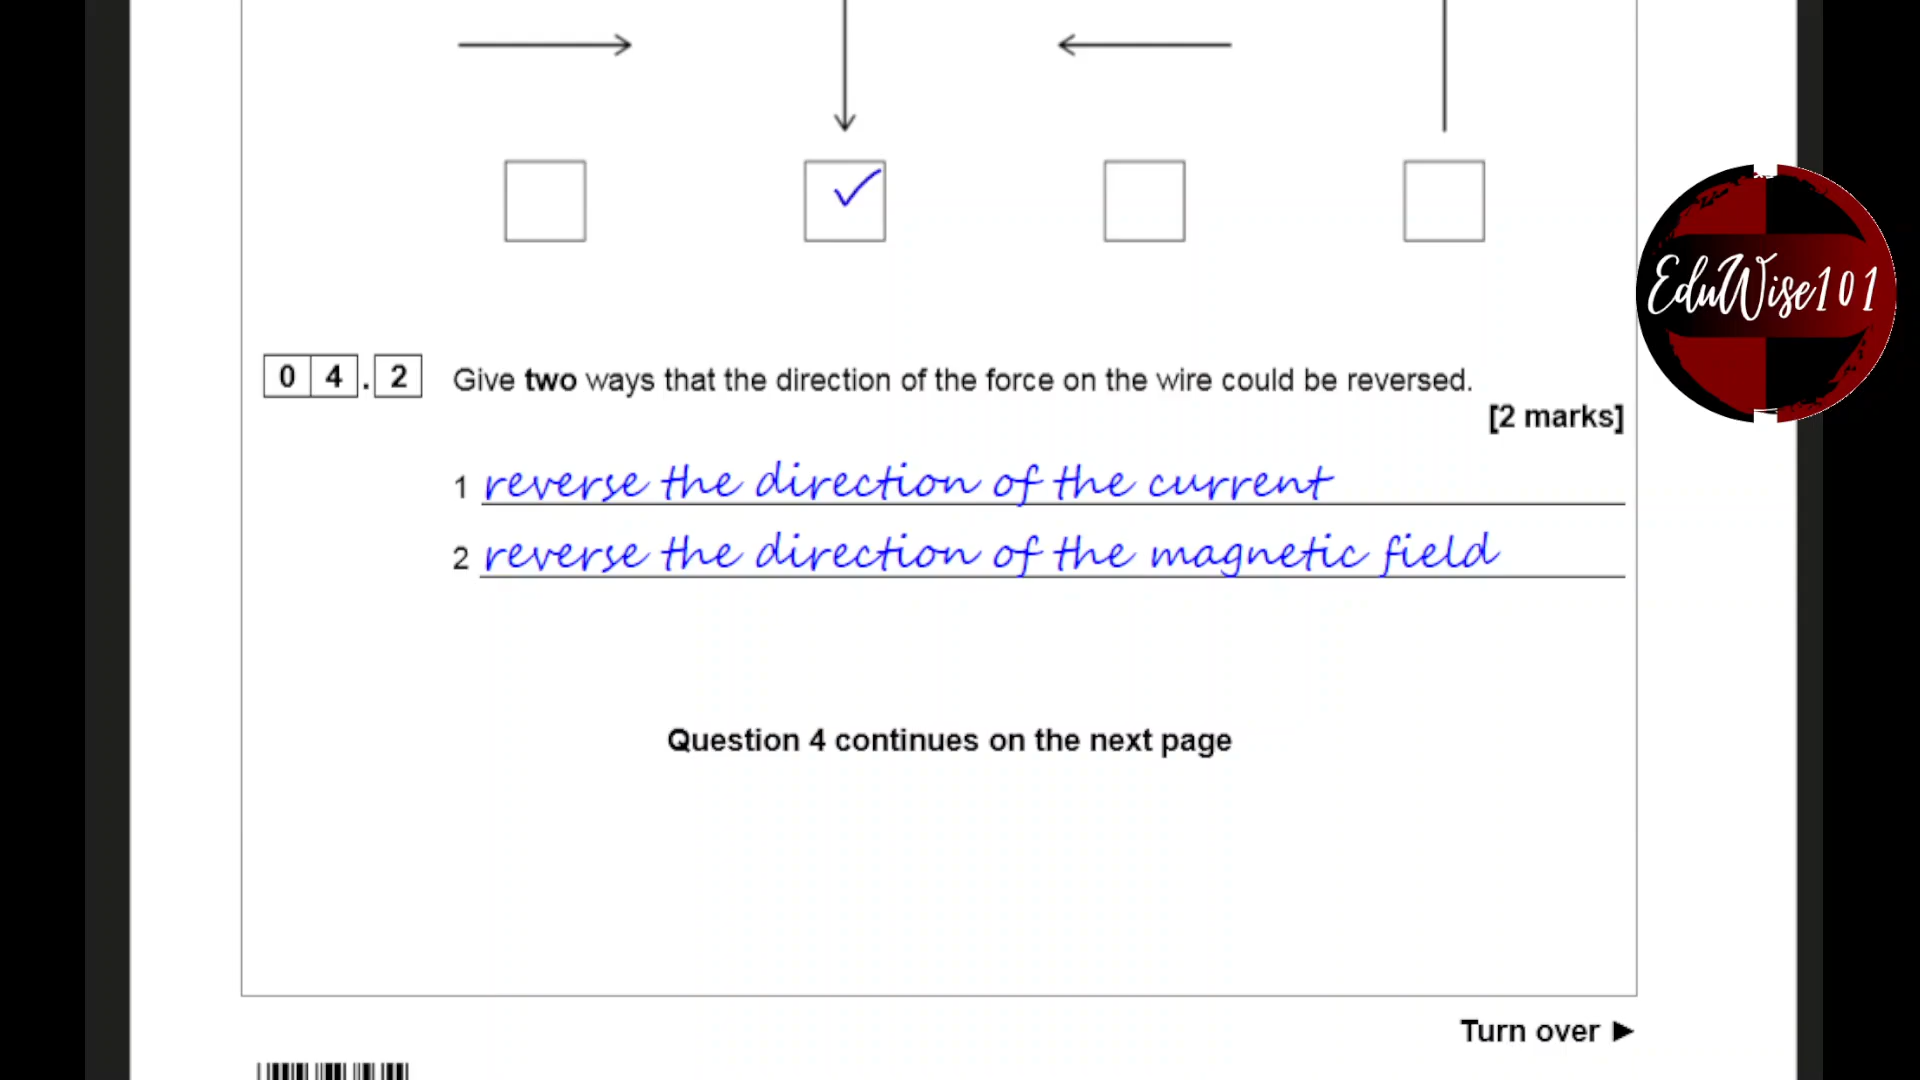 EduWise101
04.2 Give two ways that the direction of the force on the wire could be reversed.
[2 marks]
1 reverse the direction of the current
2 reverse the direction of the magnetic field
Question 4 continues on the next page
Turn over ►